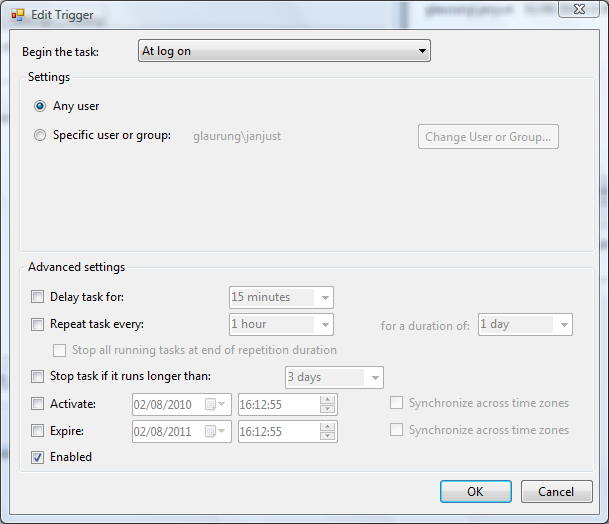 Edit Trigger
Begin the task: At log on
Settings
Any user
Specific user or group: glaurung\janjust Change User or Group...
Advanced settings
Delay task for: 15 minutes
Repeat task every: 1 hour for a duration of: 1 day
Stop all running tasks at end of repetition duration
Stop task if it runs longer than: 3 days
Activate: 02/08/2010 16:12:55 Synchronize across time zones
Expire: 02/08/2011 16:12:55 Synchronize across time zones
Enabled
OK Cancel